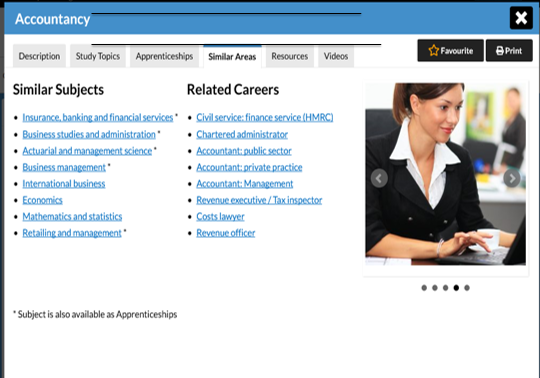 Accountancy
Favourite
Print
Description
Study Topics
Apprenticeships
Similar Areas
Resources
Videos
Similar Subjects
Insurance, banking and financial services *
Business studies and administration *
Actuarial and management science *
Business management *
International business
Economics
Mathematics and statistics
Retailing and management *
Related Careers
Civil service: finance service (HMRC)
Chartered administrator
Accountant: public sector
Accountant: private practice
Accountant: Management
Revenue executive / Tax inspector
Costs lawyer
Revenue officer
* Subject is also available as Apprenticeships